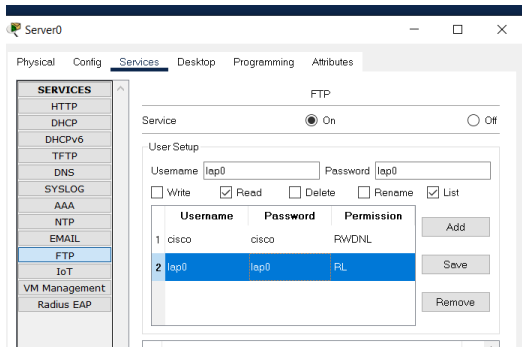 Server0
Physical Config Services Desktop Programming Attributes
SERVICES
HTTP
DHCP
DHCPv6
TFTP
DNS
SYSLOG
AAA
NTP
EMAIL
FTP
IoT
VM Management
Radius EAP
FTP
Service On Off
User Setup
Username lap0 Password lap0
Write Read Delete Rename List
Username Password Permission
1 cisco cisco RWDNL
2 lap0 lap0 RL
Add
Save
Remove